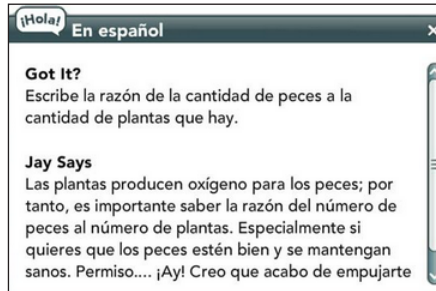 ¡Hola!
En español
Got It?
Escribe la razón de la cantidad de peces a la
cantidad de plantas que hay.
Jay Says
Las plantas producen oxígeno para los peces; por
tanto, es importante saber la razón del número de
peces al número de plantas. Especialmente si
quieres que los peces estén bien y se mantengan
sanos. Permiso.... ¡Ay! Creo que acabo de empujarte